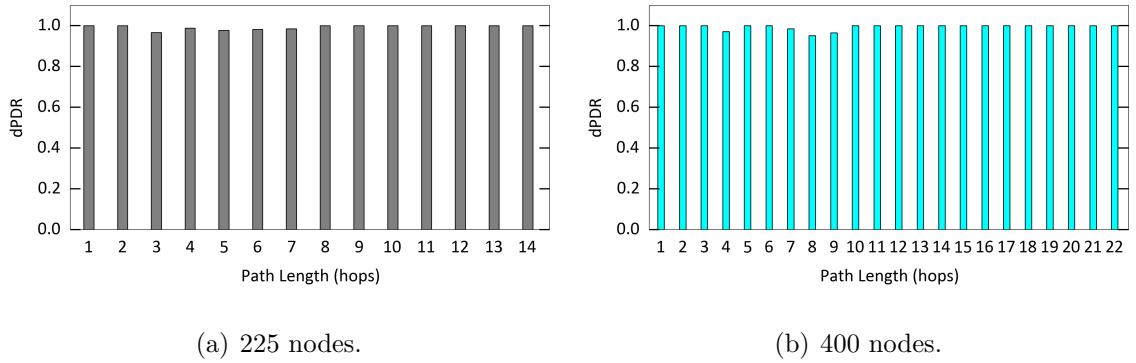 1.0
0.8
0.6
0.4
0.2
0.0
dPDR
1 2 3 4 5 6 7 8 9 10 11 12 13 14
Path Length (hops)
(a) 225 nodes.
1.0
0.8
0.6
0.4
0.2
0.0
dPDR
1 2 3 4 5 6 7 8 9 10 11 12 13 14 15 16 17 18 19 20 21 22
Path Length (hops)
(b) 400 nodes.